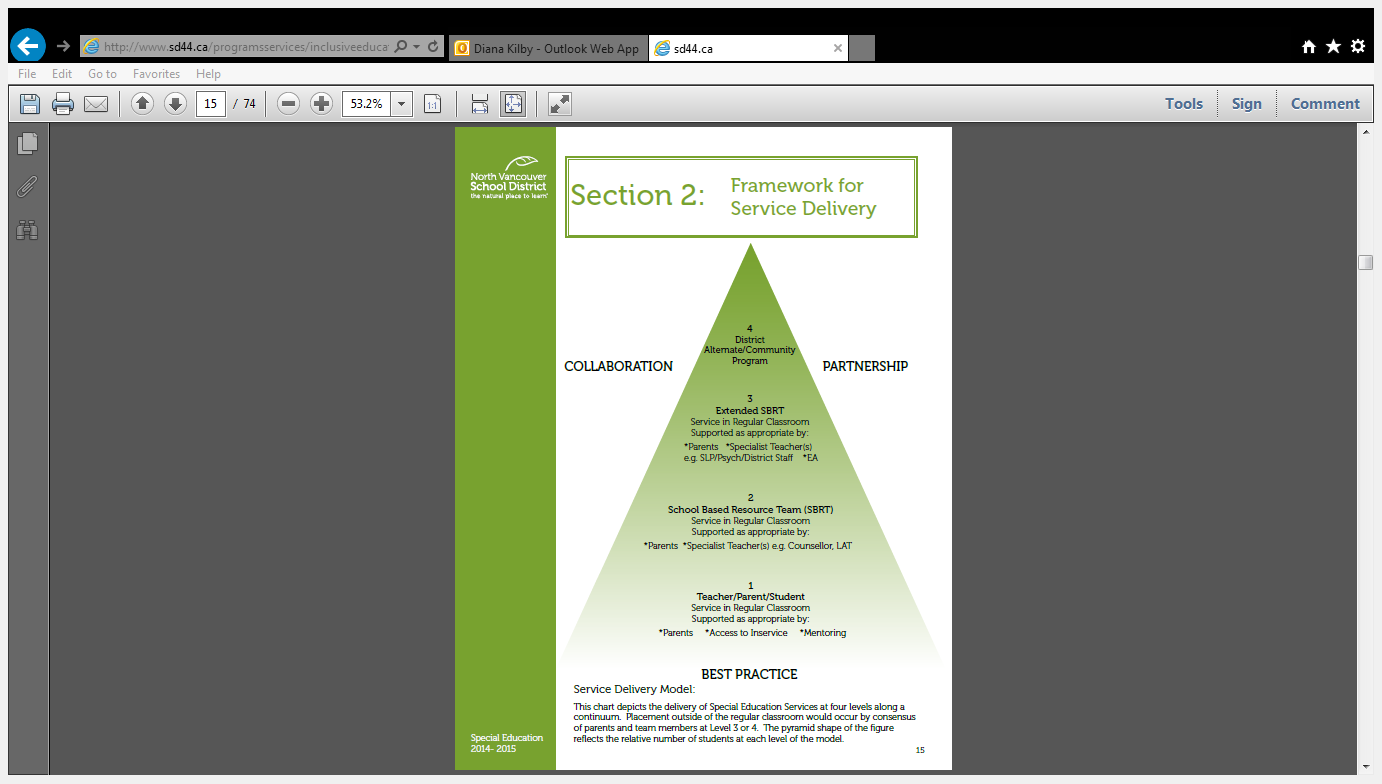 http://www.sd44.ca/programsservices/inclusiveeducat
Diana Kilby - Outlook Web App
sd44.ca
File Edit Go to Favorites Help
15 / 74
53.2%
1:1
Tools Sign Comment
North Vancouver
School District
the natural place to learn
Section 2:
Framework for
Service Delivery
4
District
Alternate/Community
Program
COLLABORATION
PARTNERSHIP
3
Extended SBRT
Service in Regular Classroom
Supported as appropriate by:
*Parents *Specialist Teacher(s)
e.g. SLP/Psych/District Staff *EA
2
School Based Resource Team (SBRT)
Service in Regular Classroom
Supported as appropriate by:
*Parents *Specialist Teacher(s) e.g. Counsellor, LAT
1
Teacher/Parent/Student
Service in Regular Classroom
Supported as appropriate by:
*Parents *Access to Inservice *Mentoring
BEST PRACTICE
Service Delivery Model:
This chart depicts the delivery of Special Education Services at four levels along a
continuum. Placement outside of the regular classroom would occur by consensus
of parents and team members at Level 3 or 4. The pyramid shape of the figure
reflects the relative number of students at each level of the model.
Special Education
2014- 2015
15